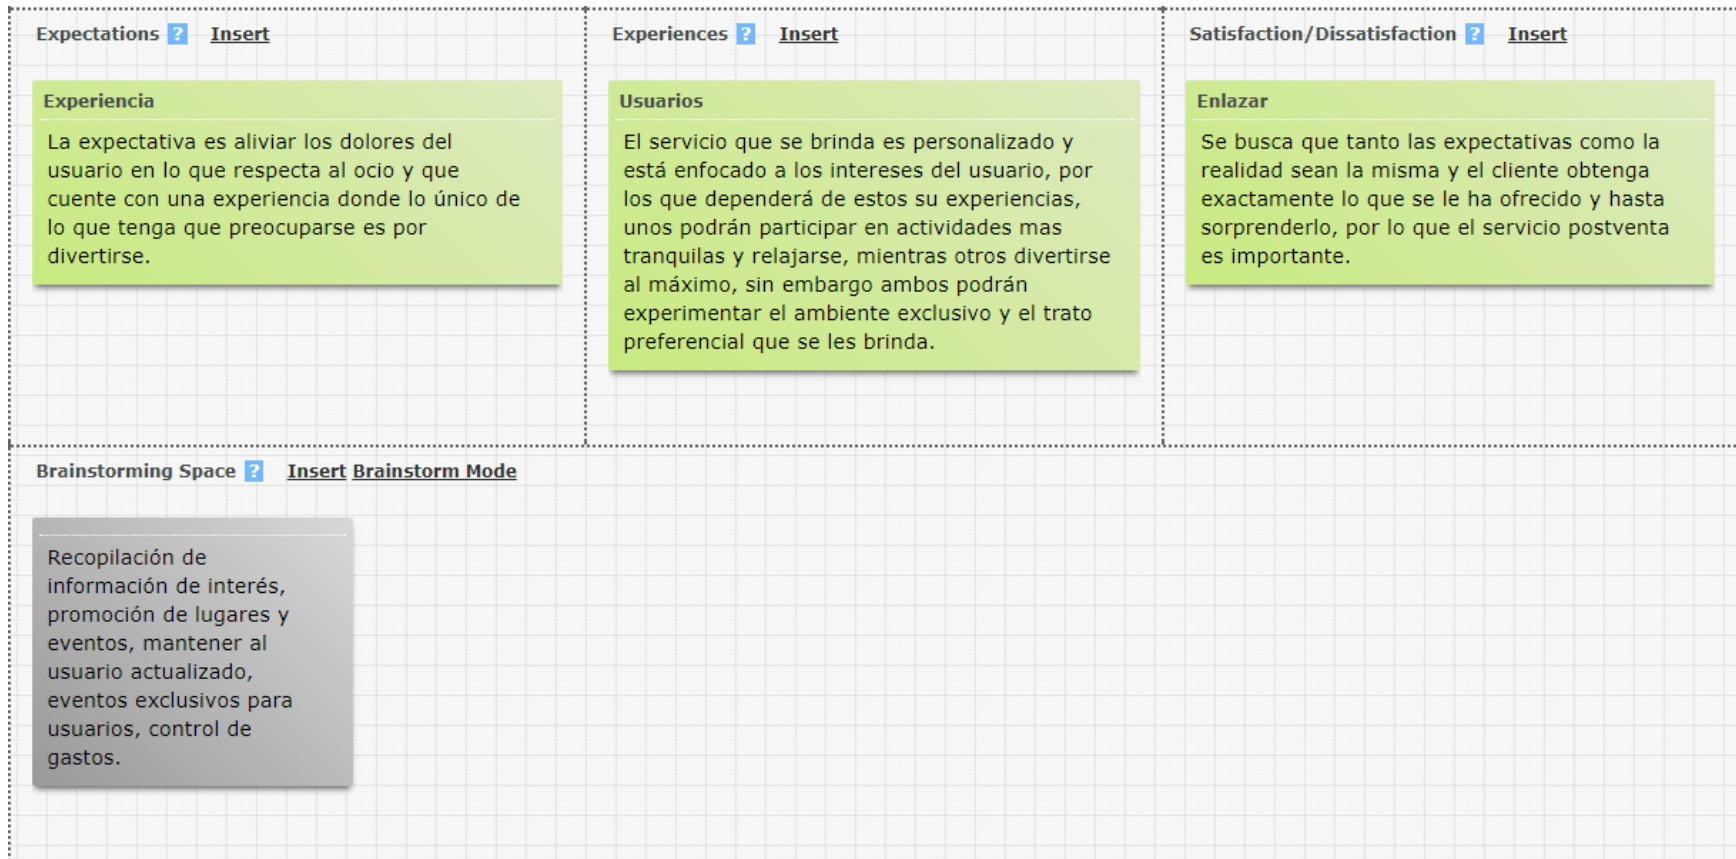 Expectations ? Insert
Experiencia
La expectativa es aliviar los dolores del
usuario en lo que respecta al ocio y que
cuente con una experiencia donde lo único de
lo que tenga que preocuparse es por
divertirse.
Experiences ? Insert
Usuarios
El servicio que se brinda es personalizado y
está enfocado a los intereses del usuario, por
los que dependerá de estos su experiencias,
unos podrán participar en actividades mas
tranquilas y relajarse, mientras otros divertirse
al máximo, sin embargo ambos podrán
experimentar el ambiente exclusivo y el trato
preferencial que se les brinda.
Satisfaction/Dissatisfaction ? Insert
Enlazar
Se busca que tanto las expectativas como la
realidad sean la misma y el cliente obtenga
exactamente lo que se le ha ofrecido y hasta
sorprenderlo, por lo que el servicio postventa
es importante.
Brainstorming Space ? Insert Brainstorm Mode
Recopilación de
información de interés,
promoción de lugares y
eventos, mantener al
usuario actualizado,
eventos exclusivos para
usuarios, control de
gastos.